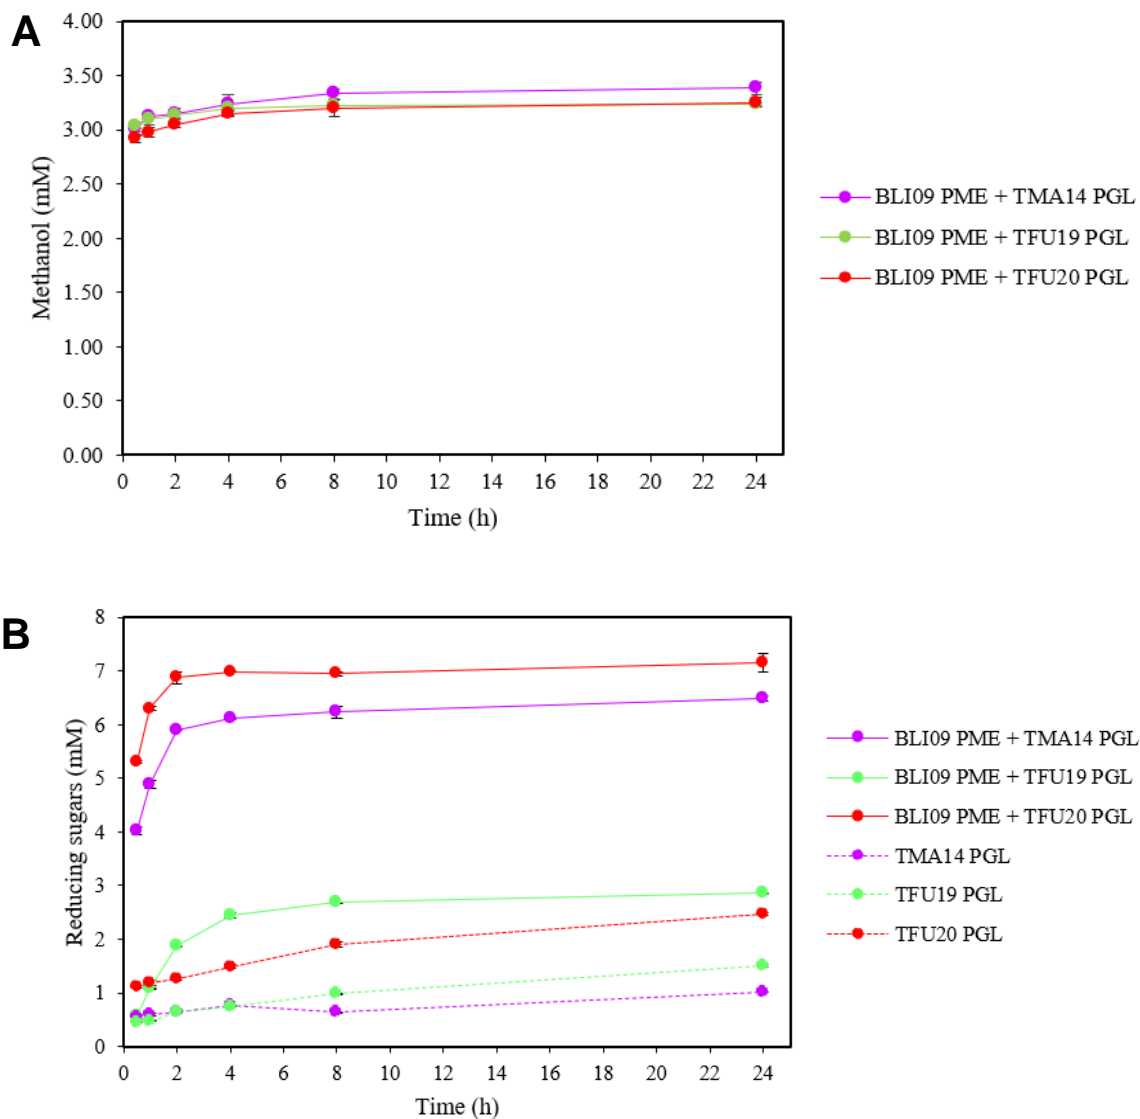 A
4.00
3.50
3.00
2.50
2.00
1.50
1.00
0.50
0.00
Methanol (mM)
0 2 4 6 8 10 12 14 16 18 20 22 24
Time (h)
BLI09 PME + TMA14 PGL
BLI09 PME + TFU19 PGL
BLI09 PME + TFU20 PGL
B
8
7
6
5
4
3
2
1
0
Reducing sugars (mM)
0 2 4 6 8 10 12 14 16 18 20 22 24
Time (h)
BLI09 PME + TMA14 PGL
BLI09 PME + TFU19 PGL
BLI09 PME + TFU20 PGL
TMA14 PGL
TFU19 PGL
TFU20 PGL